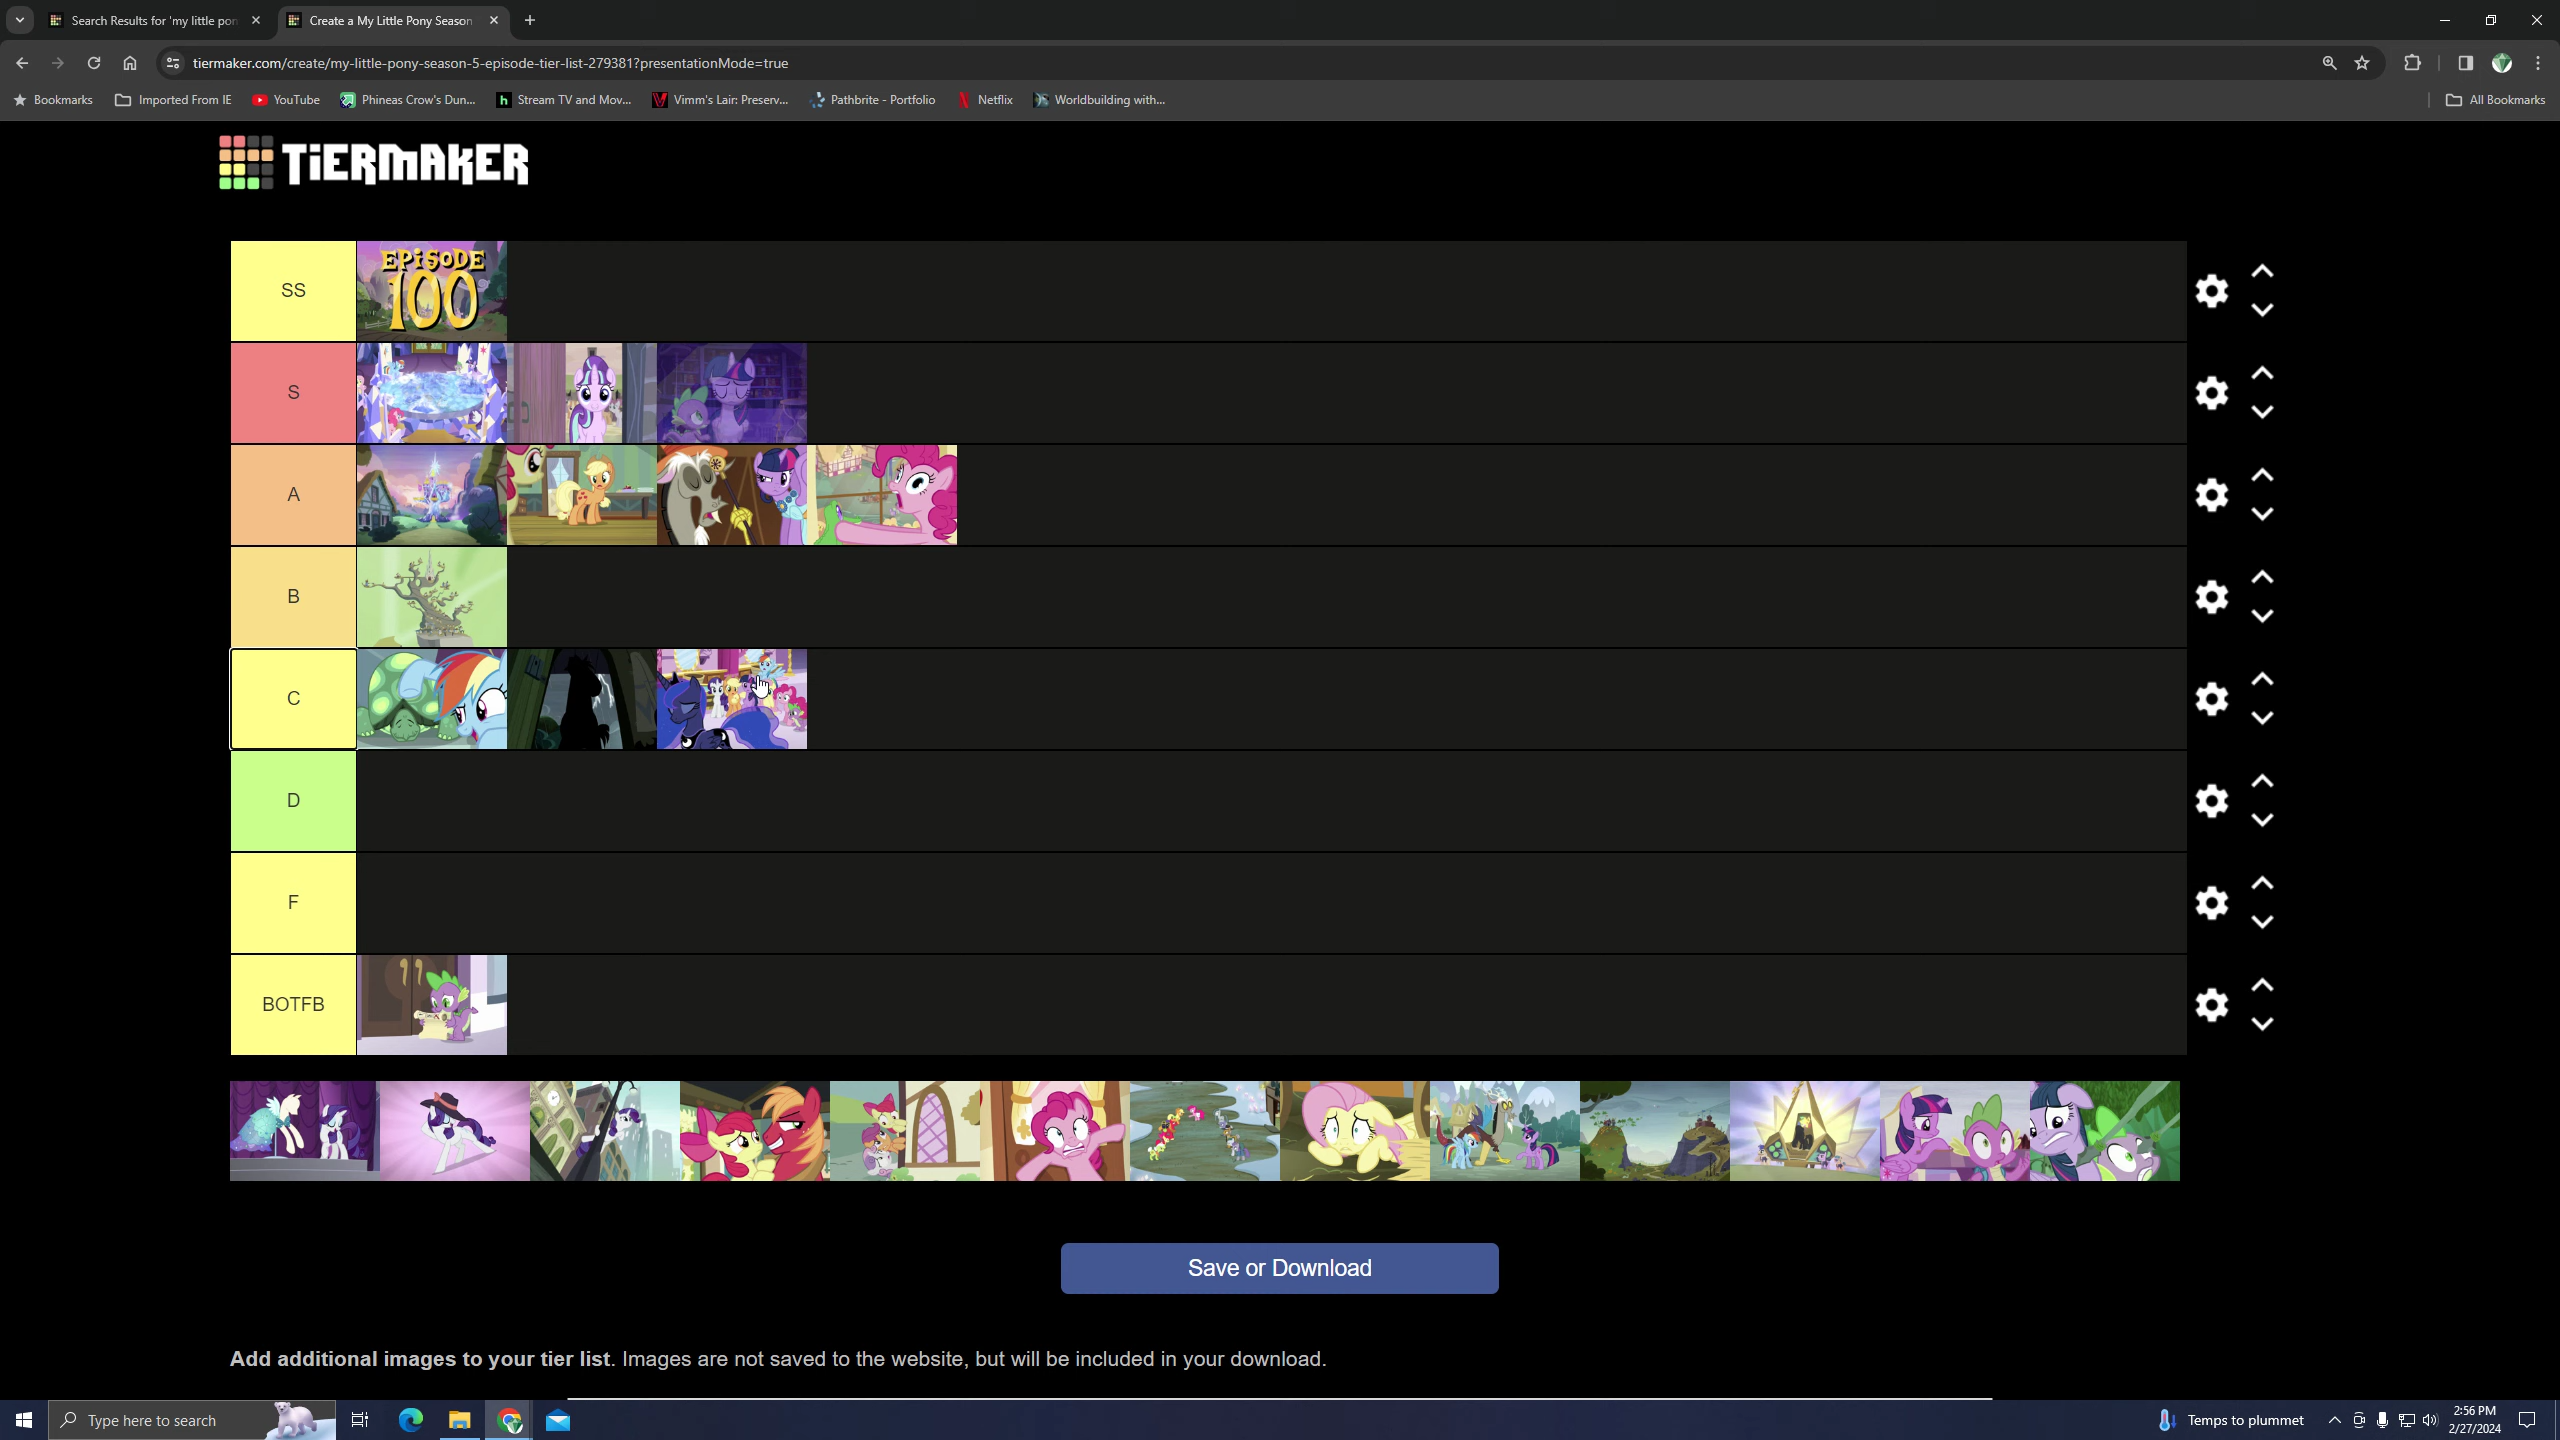 Search Results for 'my little pon
Create a My Little Pony Season
tiermaker.com/create/my-little-pony-season-5-episode-tier-list-279381?presentationMode=true
Bookmarks
Imported From IE
YouTube
Phineas Crow's Dun...
Stream TV and Mov...
Vimm's Lair: Preserv...
Pathbrite - Portfolio
Netflix
Worldbuilding with...
All Bookmarks
TiERMAKER
SS
EPiSODE
100
S
A
B
C
D
F
BOTFB
Save or Download
Add additional images to your tier list. Images are not saved to the website, but will be included in your download.
Type here to search
Temps to plummet
2:56 PM
2/27/2024